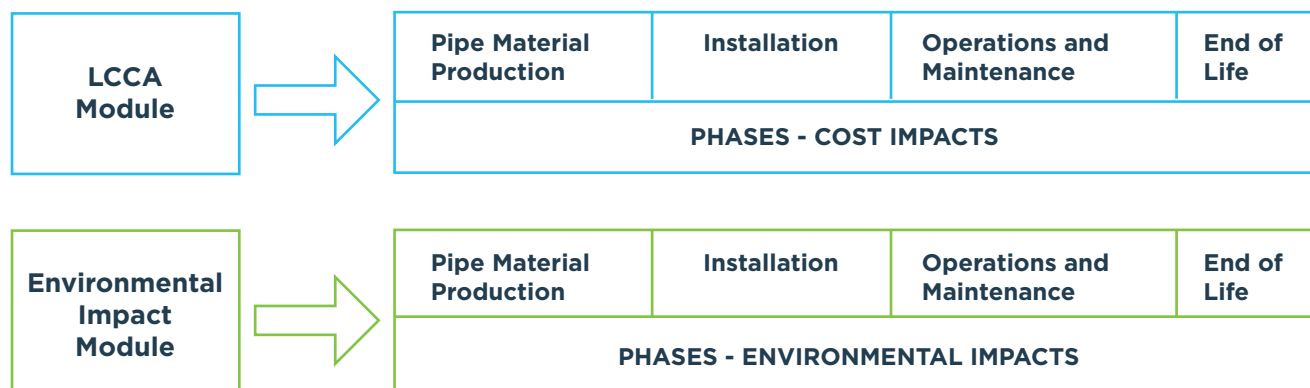 LCCA
Module
Pipe Material
Production
Installation
Operations and
Maintenance
End of
Life
PHASES - COST IMPACTS
Environmental
Impact
Module
Pipe Material
Production
Installation
Operations and
Maintenance
End of
Life
PHASES - ENVIRONMENTAL IMPACTS